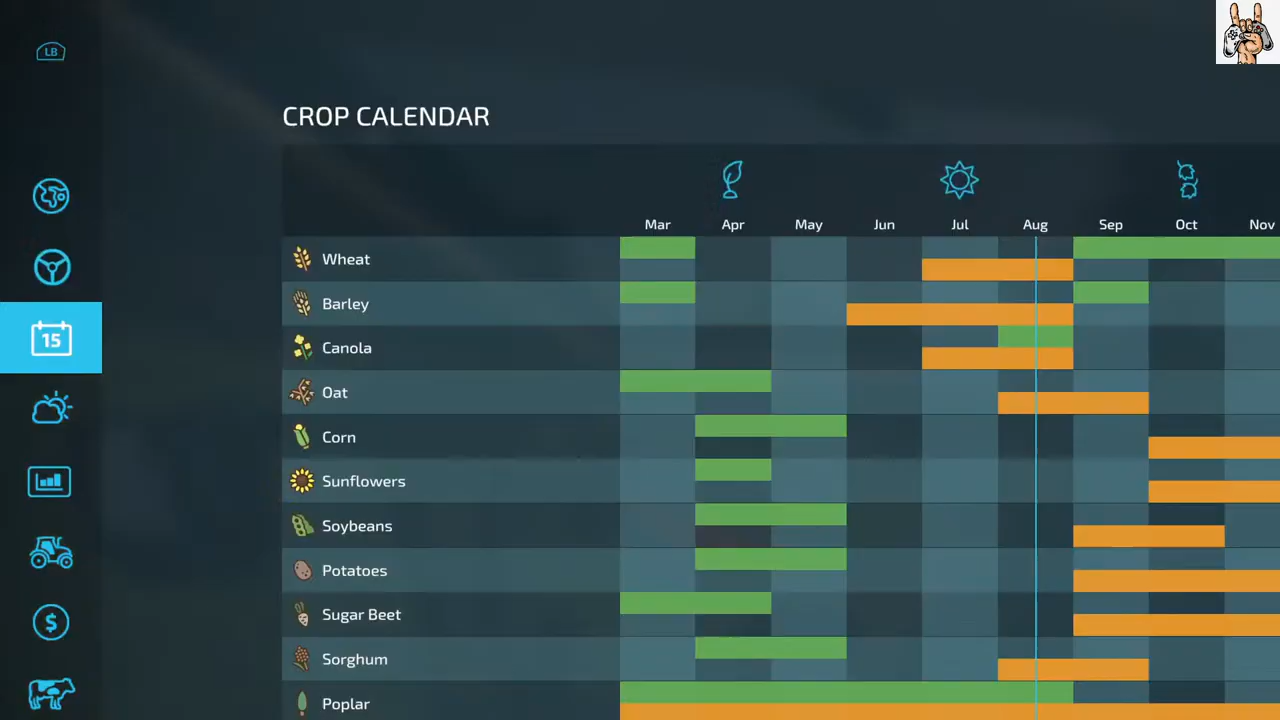 LB
CROP CALENDAR
Mar Apr May Jun Jul Aug Sep Oct Nov
Wheat
Barley
15
Canola
Oat
Corn
Sunflowers
Soybeans
Potatoes
Sugar Beet
$
Sorghum
Poplar